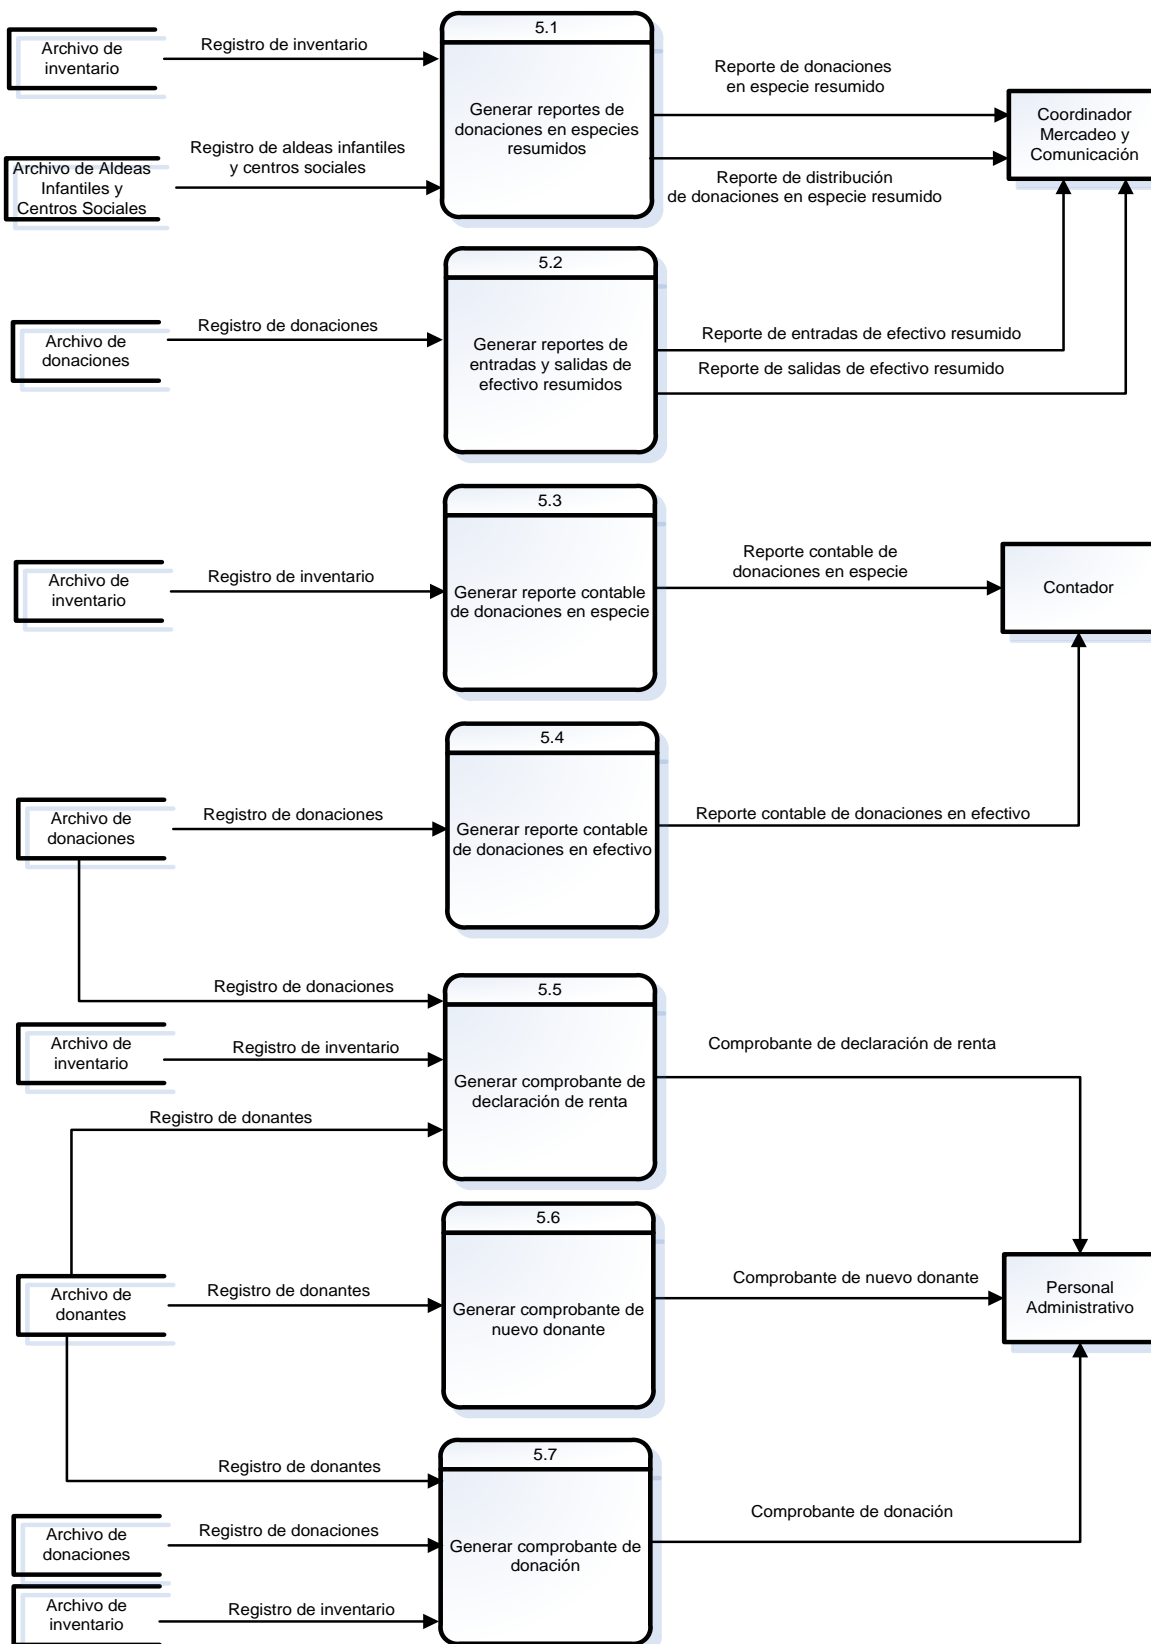 Archivo de
inventario
Registro de inventario
5.1
Generar reportes de
donaciones en especies
resumidos
Reporte de donaciones
en especie resumido
Coordinador
Mercadeo y
Comunicación
Archivo de Aldeas
Infantiles y
Centros Sociales
Registro de aldeas infantiles
y centros sociales
Reporte de distribución
de donaciones en especie resumido
5.2
Archivo de
donaciones
Registro de donaciones
Generar reportes de
entradas y salidas de
efectivo resumidos
Reporte de entradas de efectivo resumido
Reporte de salidas de efectivo resumido
5.3
Archivo de
inventario
Registro de inventario
Generar reporte contable
de donaciones en especie
Reporte contable de
donaciones en especie
Contador
5.4
Archivo de
donaciones
Registro de donaciones
Generar reporte contable
de donaciones en efectivo
Reporte contable de donaciones en efectivo
Registro de donaciones
5.5
Archivo de
inventario
Registro de inventario
Generar comprobante de
declaración de renta
Comprobante de declaración de renta
Registro de donantes
5.6
Archivo de
donantes
Registro de donantes
Generar comprobante de
nuevo donante
Comprobante de nuevo donante
Personal
Administrativo
Registro de donantes
5.7
Archivo de
donaciones
Registro de donaciones
Generar comprobante de
donación
Comprobante de donación
Archivo de
inventario
Registro de inventario